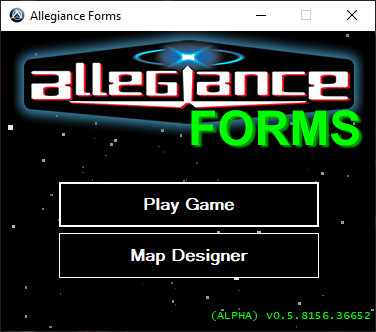 Allegiance Forms
ALLEGIANCE
FORMS
Play Game
Map Designer
(ALPHA) v0.5.8156.36652